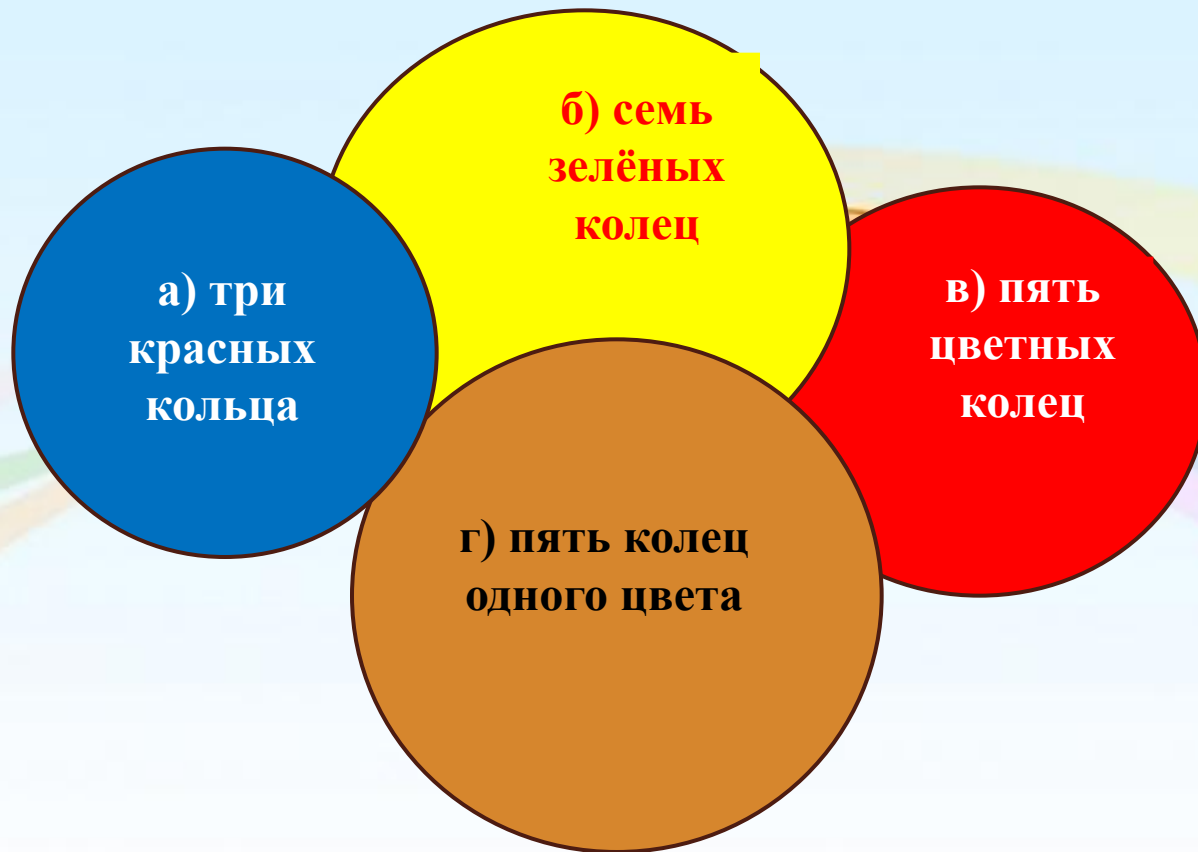 а) три
красных
кольца
б) семь
зелёных
колец
в) пять
цветных
колец
г) пять колец
одного цвета